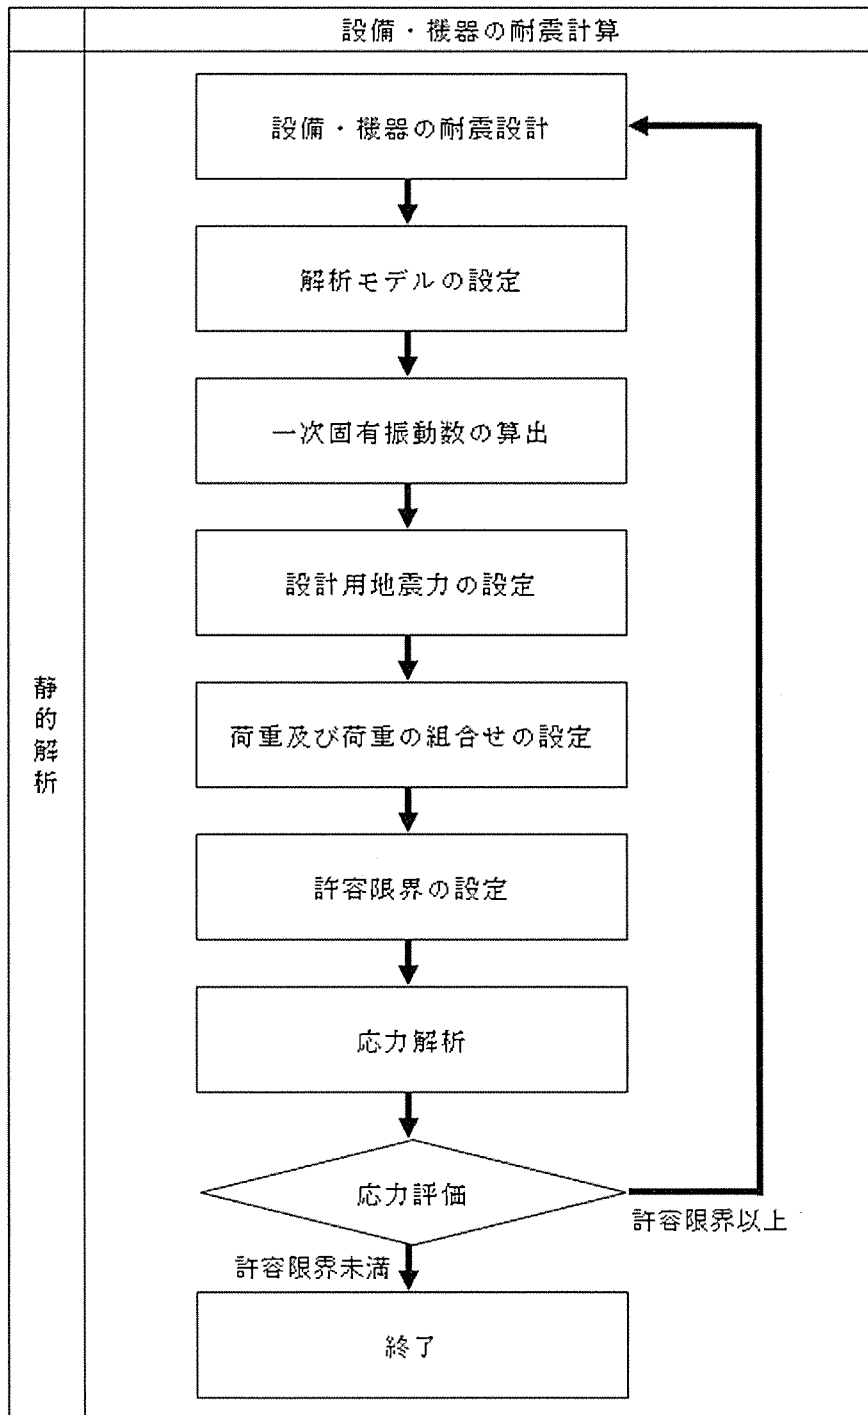 設備・機器の耐震計算
静的解析
設備・機器の耐震設計
解析モデルの設定
一次固有振動数の算出
設計用地震力の設定
荷重及び荷重の組合せの設定
許容限界の設定
応力解析
応力評価
許容限界以上
許容限界未満
終了